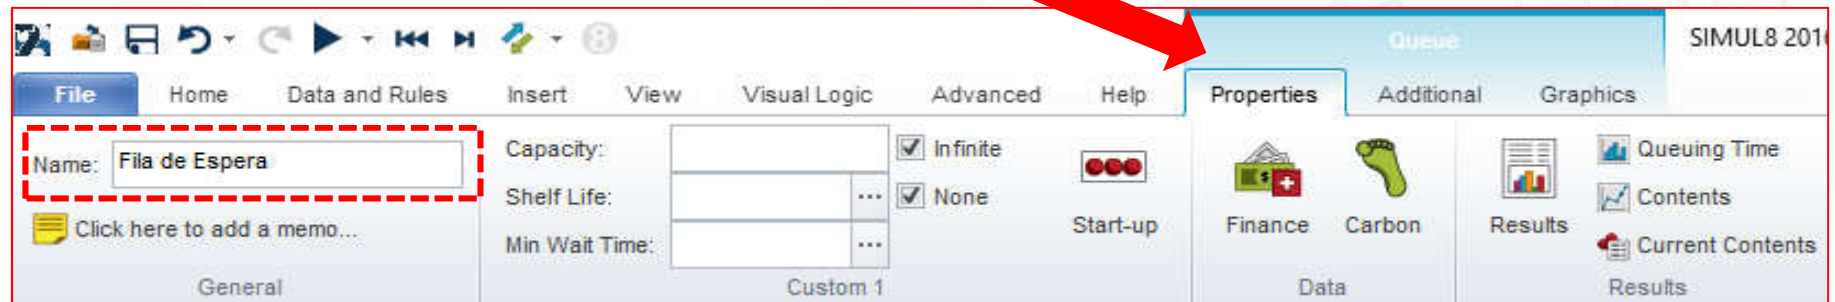 Queue
SIMUL8 2016
File Home Data and Rules Insert View Visual Logic Advanced Help Properties Additional Graphics
Name: Fila de Espera
Click here to add a memo...
General
Capacity: Infinite
Shelf Life: ... None
Min Wait Time: ...
Custom 1
Start-up
Finance Carbon
Data
Results
Queuing Time
Contents
Current Contents
Results